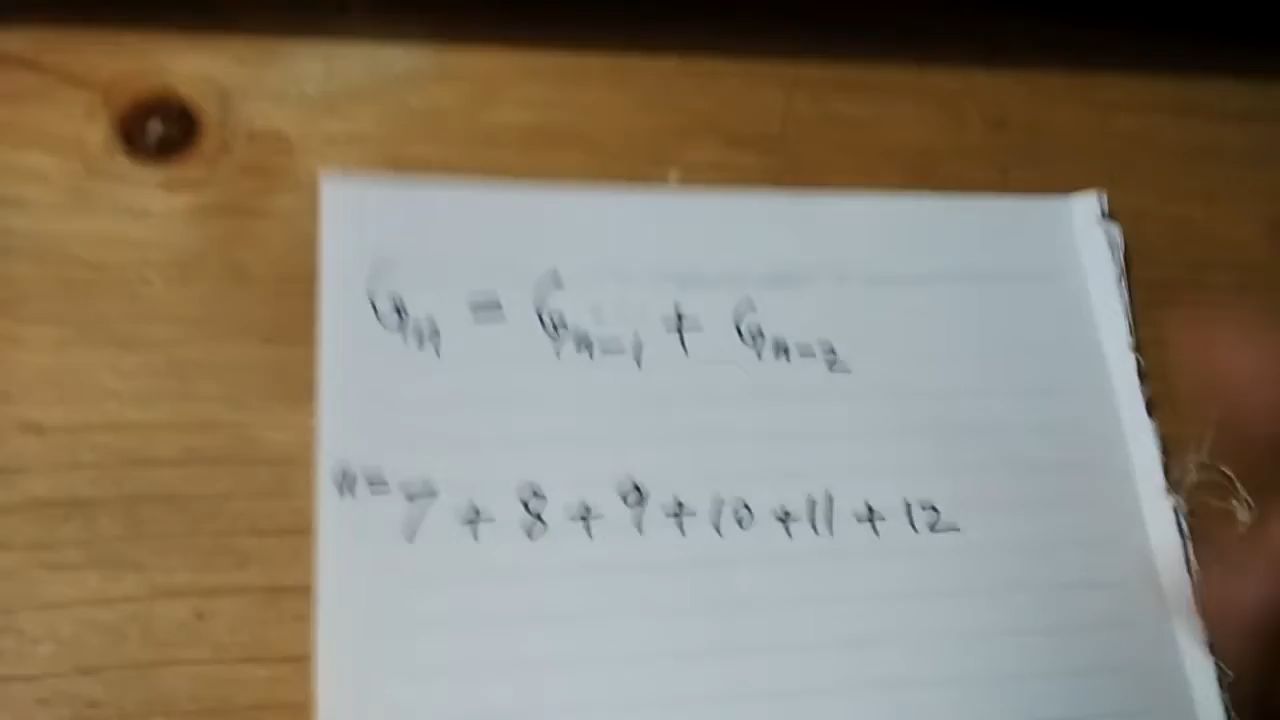 Gn = Gn-1 + Gn-2
n= 7 + 8 + 9 + 10 + 11 + 12